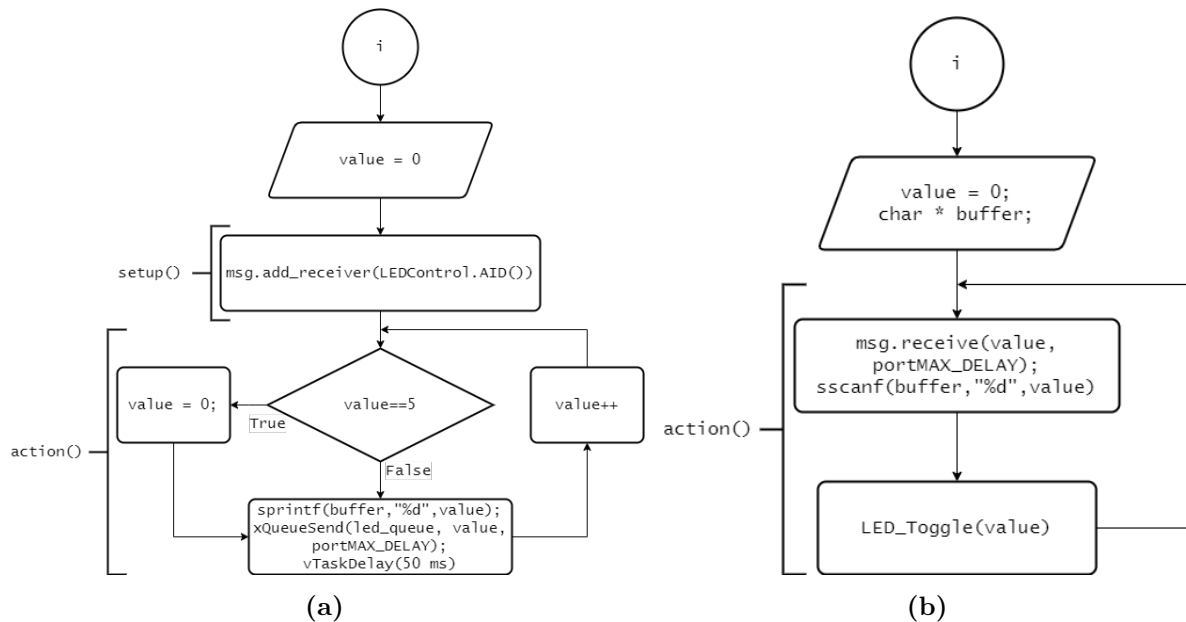 i
value = 0
setup()
msg.add_receiver(LEDControl.AID())
action()
value = 0;
True
value==5
False
value++
sprintf(buffer,"%d",value);
xQueueSend(led_queue, value,
portMAX_DELAY);
vTaskDelay(50 ms)
(a)
i
value = 0;
char * buffer;
action()
msg.receive(value,
portMAX_DELAY);
sscanf(buffer,"%d",value)
LED_Toggle(value)
(b)